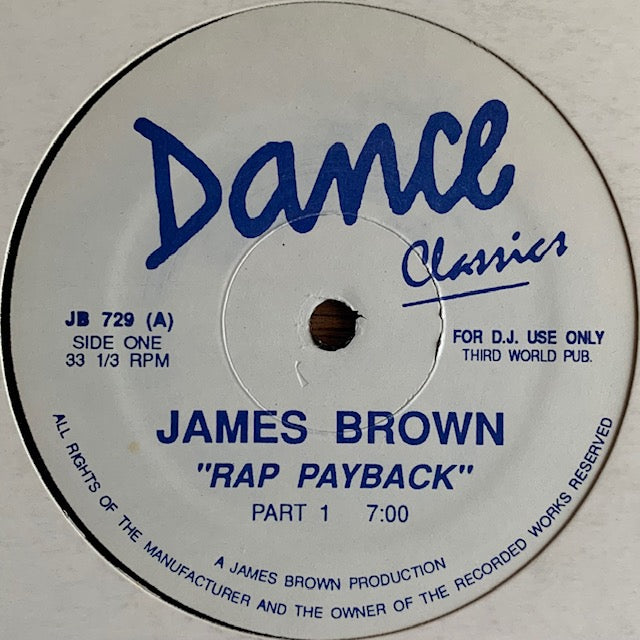 Dance
Classics
JB 729 (A)
SIDE ONE
33 1/3 RPM
FOR D.J. USE ONLY
THIRD WORLD PUB.
JAMES BROWN
"RAP PAYBACK"
PART 1 7:00
A JAMES BROWN PRODUCTION
ALL RIGHTS OF THE MANUFACTURER AND THE OWNER OF THE RECORDED WORKS RESERVED